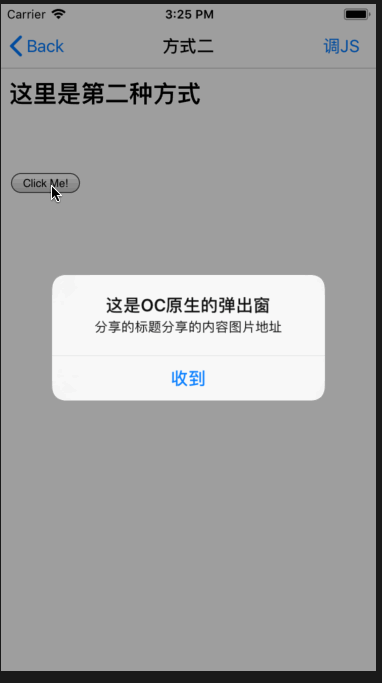 Carrier 3:25 PM
Back 方式二 调JS
这里是第二种方式
Click Me!
这是OC原生的弹出窗
分享的标题分享的内容图片地址
收到